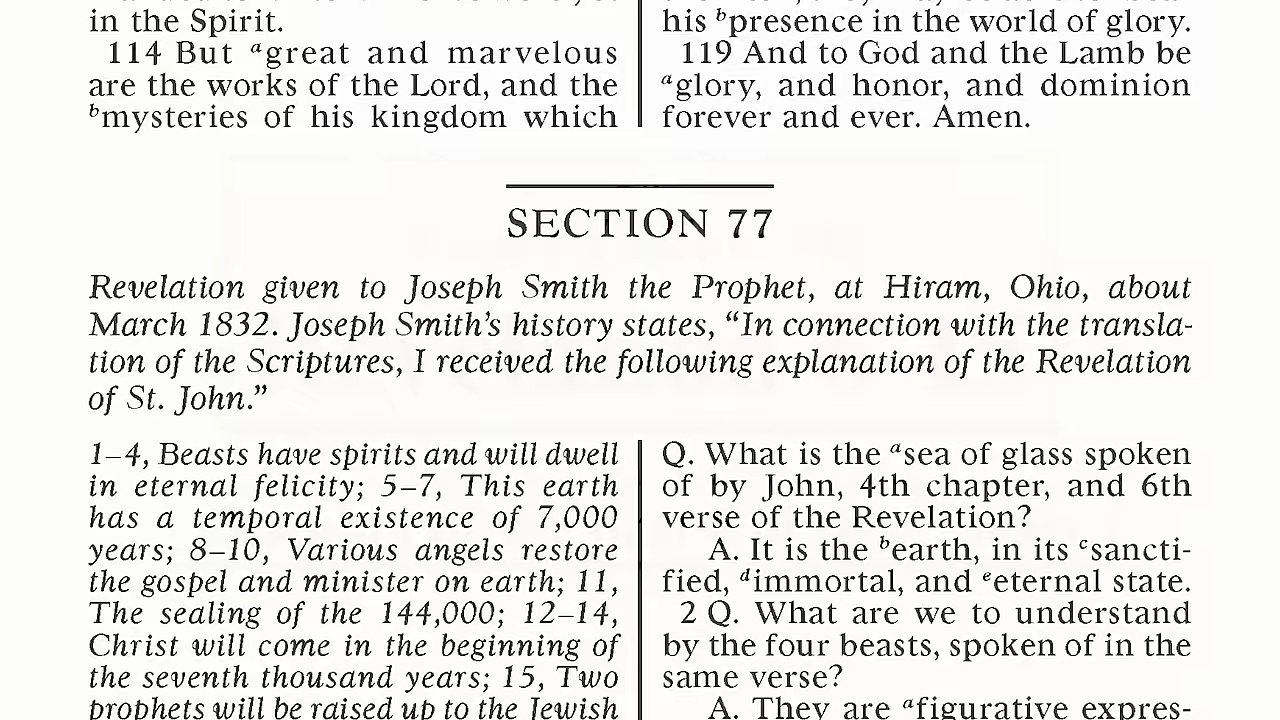 in the Spirit.
114 But ᵃgreat and marvelous
are the works of the Lord, and the
ᵇmysteries of his kingdom which
his ᵇpresence in the world of glory.
119 And to God and the Lamb be
ᵃglory, and honor, and dominion
forever and ever. Amen.
SECTION 77
Revelation given to Joseph Smith the Prophet, at Hiram, Ohio, about
March 1832. Joseph Smith’s history states, “In connection with the transla-
tion of the Scriptures, I received the following explanation of the Revelation
of St. John.”
1–4, Beasts have spirits and will dwell
in eternal felicity; 5–7, This earth
has a temporal existence of 7,000
years; 8–10, Various angels restore
the gospel and minister on earth; 11,
The sealing of the 144,000; 12–14,
Christ will come in the beginning of
the seventh thousand years; 15, Two
prophets will be raised up to the Jewish
Q. What is the ᵃsea of glass spoken
of by John, 4th chapter, and 6th
verse of the Revelation?
A. It is the ᵇearth, in its ᶜsancti-
fied, ᵈimmortal, and ᵉeternal state.
2 Q. What are we to understand
by the four beasts, spoken of in the
same verse?
A. They are ᵃfigurative expres-